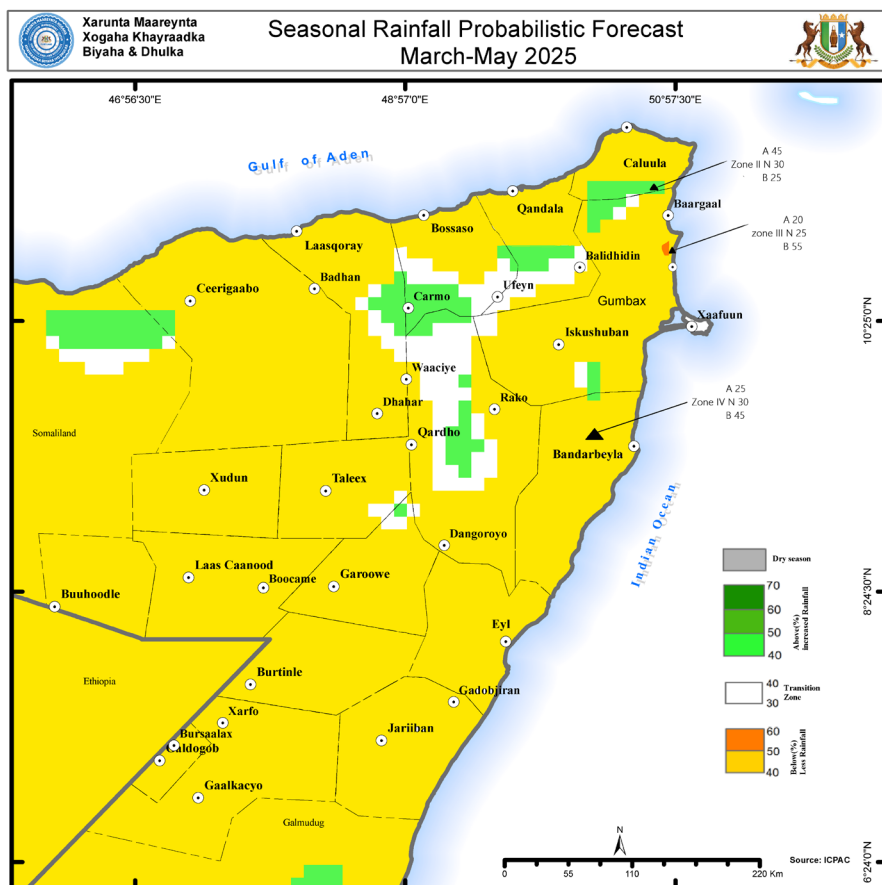 Xarunta Maareynta
Xogaha Khayraadka
Biyaha & Dhulka
Seasonal Rainfall Probabilistic Forecast
March-May 2025
46°56'30"E
48°57'0"E
50°57'30"E
Gulf of Aden
Caluula
A 45
Zone II N 30
B 25
Qandala
Baargaal
Bossaso
A 20
zone III N 25
B 55
Laasqoray
Balidhidin
Badhan
Ufeyn
Ceerigaabo
Carmo
Gumbax
Xaafuun
10°25'0"N
Iskushuban
Waaciye
A 25
Zone IV N 30
B 45
Dhahar
Rako
Somaliland
Qardho
Bandarbeyla
Xudun
Taleex
Indian Ocean
Dangoroyo
Dry season
Laas Caanood
Boocame
Garoowe
70
60
50
40
Above(%)
increased Rainfall
Buuhoodle
8°24'30"N
Eyl
Ethiopia
Burtinle
Gadobjiran
40
30
Transition
Zone
Xarfo
Bursaalax
Galdogob
Jariiban
60
50
40
Below(%)
Less Rainfall
Gaalkacyo
Galmudug
N
Source: ICPAC
0 55 110 220 Km
6°24'0"N